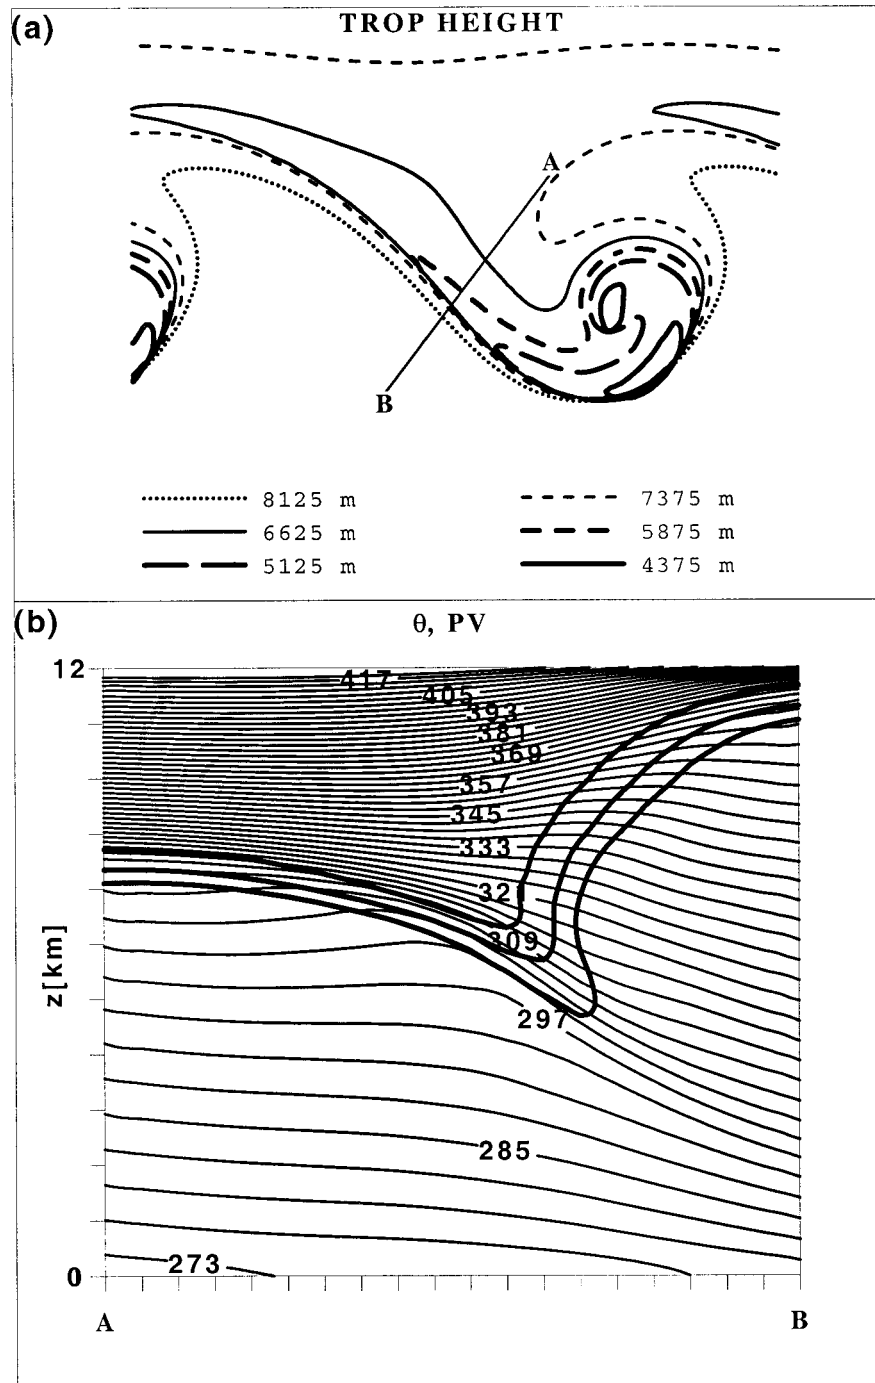 (a)
TROP HEIGHT
A
B
8125 m
7375 m
6625 m
5875 m
5125 m
4375 m
(b)
θ, PV
12
417
405
393
381
369
357
345
333
321
309
297
285
273
z[km]
0
A
B